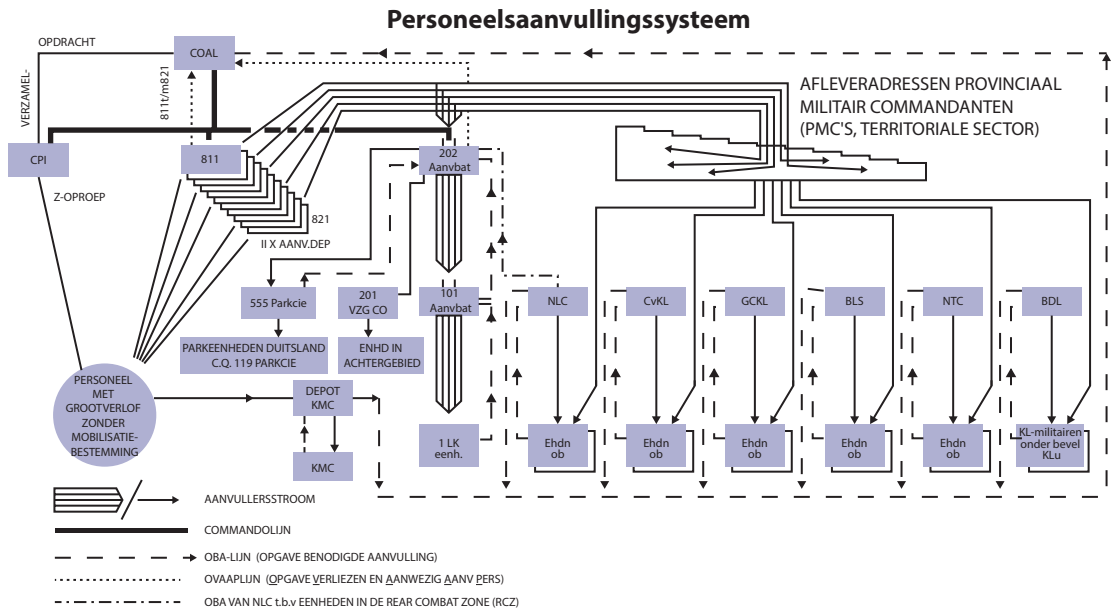 Personeelsaanvullingssysteem
OPDRACHT
COAL
VERZAMEL-
811t/m821
AFLEVERADRESSEN PROVINCIAAL
MILITAIR COMMANDANTEN
(PMC'S, TERRITORIALE SECTOR)
CPI
811
202
Aanvbat
Z-OPROEP
821
II X AANV.DEP
555 Parkcie
201
VZG CO
101
Aanvbat
NLC
CvKL
GCKL
BLS
NTC
BDL
PARKEENHEDEN DUITSLAND
C.Q. 119 PARKCIE
ENHD IN
ACHTERGEBIED
PERSONEEL
MET
GROOTVERLOF
ZONDER
MOBILISATIE-
BESTEMMING
DEPOT
KMC
KMC
1 LK
eenh.
Ehdn
ob
Ehdn
ob
Ehdn
ob
Ehdn
ob
Ehdn
ob
KL-militairen
onder bevel
KLu
AANVULLERSSTROOM
COMMANDOLIJN
OBA-LIJN (OPGAVE BENODIGDE AANVULLING)
OVAAPLIJN (OPGAVE VERLIEZEN EN AANWEZIG AANV PERS)
OBA VAN NLC t.b.v EENHEDEN IN DE REAR COMBAT ZONE (RCZ)